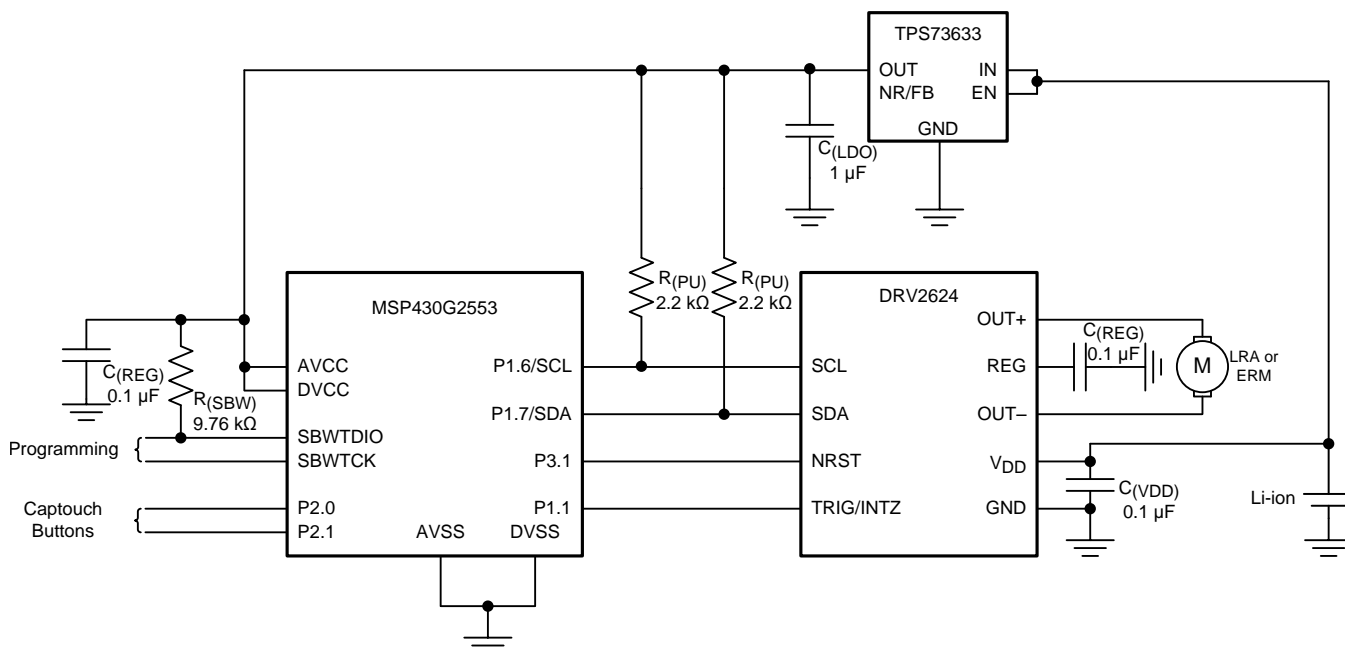 TPS73633
OUT
IN
NR/FB
EN
GND
C(LDO)
1 µF
R(PU)
2.2 kΩ
R(PU)
2.2 kΩ
MSP430G2553
AVCC
DVCC
SBWTDIO
SBWTCK
P2.0
P2.1
AVSS
DVSS
P1.6/SCL
P1.7/SDA
P3.1
P1.1
C(REG)
0.1 µF
R(SBW)
9.76 kΩ
Programming
Captouch
Buttons
DRV2624
SCL
SDA
NRST
TRIG/INTZ
OUT+
REG
OUT–
VDD
GND
C(REG)
0.1 µF
M
LRA or
ERM
C(VDD)
0.1 µF
Li-ion